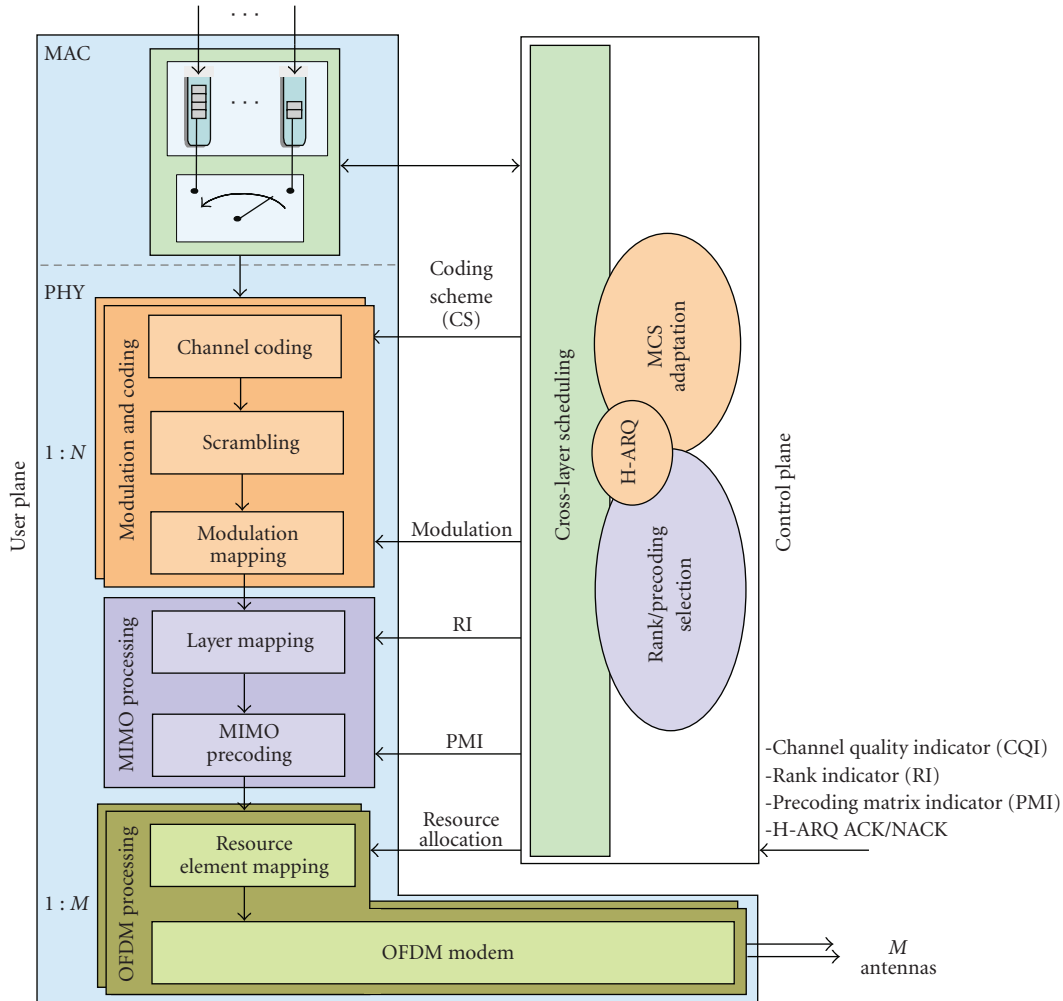 . . .
MAC
. . .
PHY
Coding
scheme
(CS)
Channel coding
Scrambling
Modulation
mapping
Modulation and coding
1 : N
User plane
Modulation
Layer mapping
RI
MIMO
precoding
PMI
MIMO processing
Resource
allocation
Resource
element mapping
OFDM modem
OFDM processing
1 : M
Cross-layer scheduling
MCS
adaptation
H-ARQ
Rank/precoding
selection
Control plane
-Channel quality indicator (CQI)
-Rank indicator (RI)
-Precoding matrix indicator (PMI)
-H-ARQ ACK/NACK
M
antennas